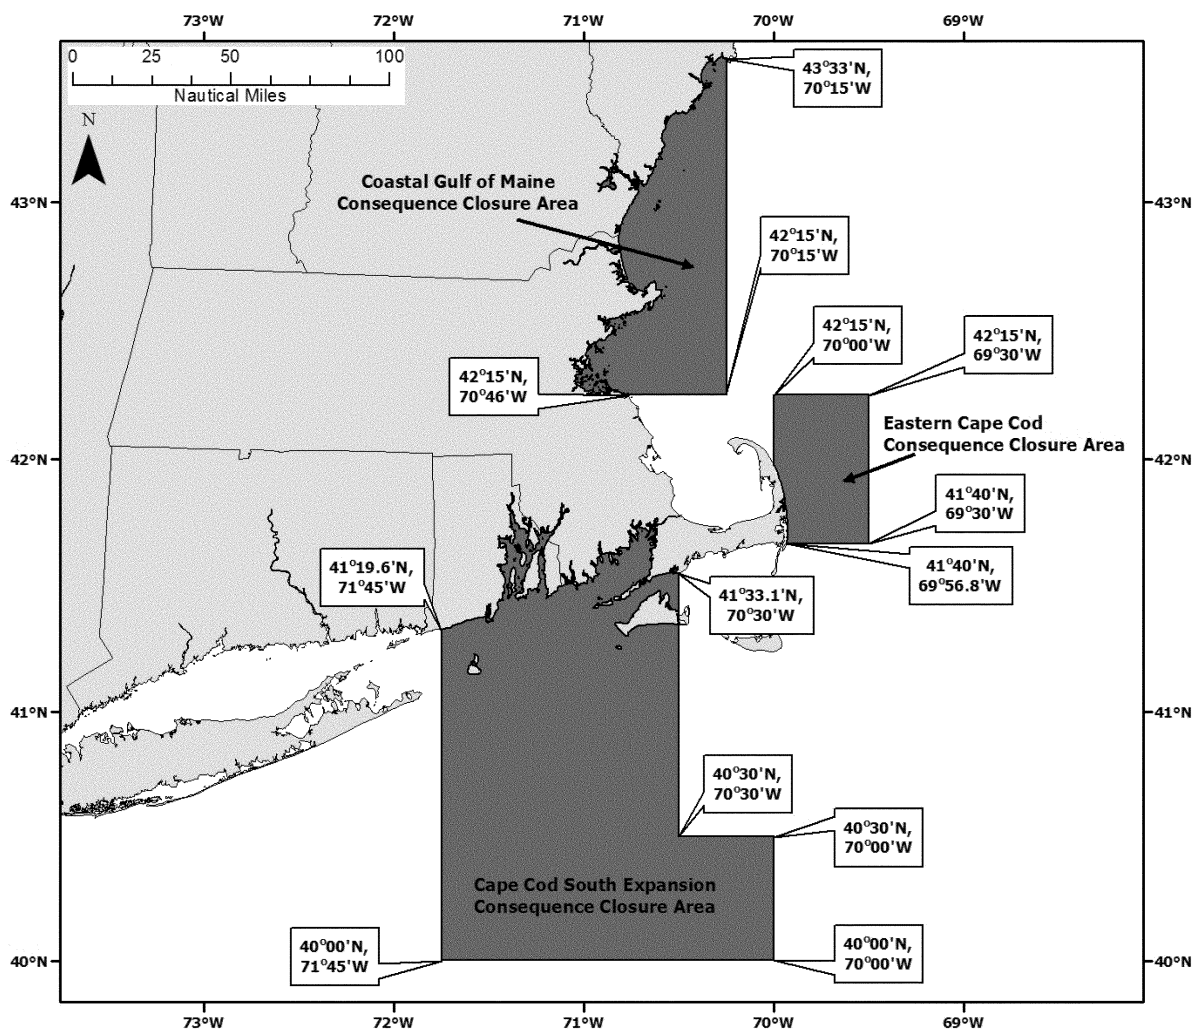 73°W 72°W 71°W 70°W 69°W
0 25 50 100
Nautical Miles
N
43°33'N,
70°15'W
Coastal Gulf of Maine
Consequence Closure Area
43°N
43°N
42°15'N,
70°15'W
42°15'N,
70°00'W
42°15'N,
69°30'W
42°15'N,
70°46'W
Eastern Cape Cod
Consequence Closure Area
42°N
42°N
41°40'N,
69°30'W
41°40'N,
69°56.8'W
41°19.6'N,
71°45'W
41°33.1'N,
70°30'W
41°N
41°N
40°30'N,
70°30'W
40°30'N,
70°00'W
Cape Cod South Expansion
Consequence Closure Area
40°00'N,
71°45'W
40°00'N,
70°00'W
40°N
40°N
73°W 72°W 71°W 70°W 69°W